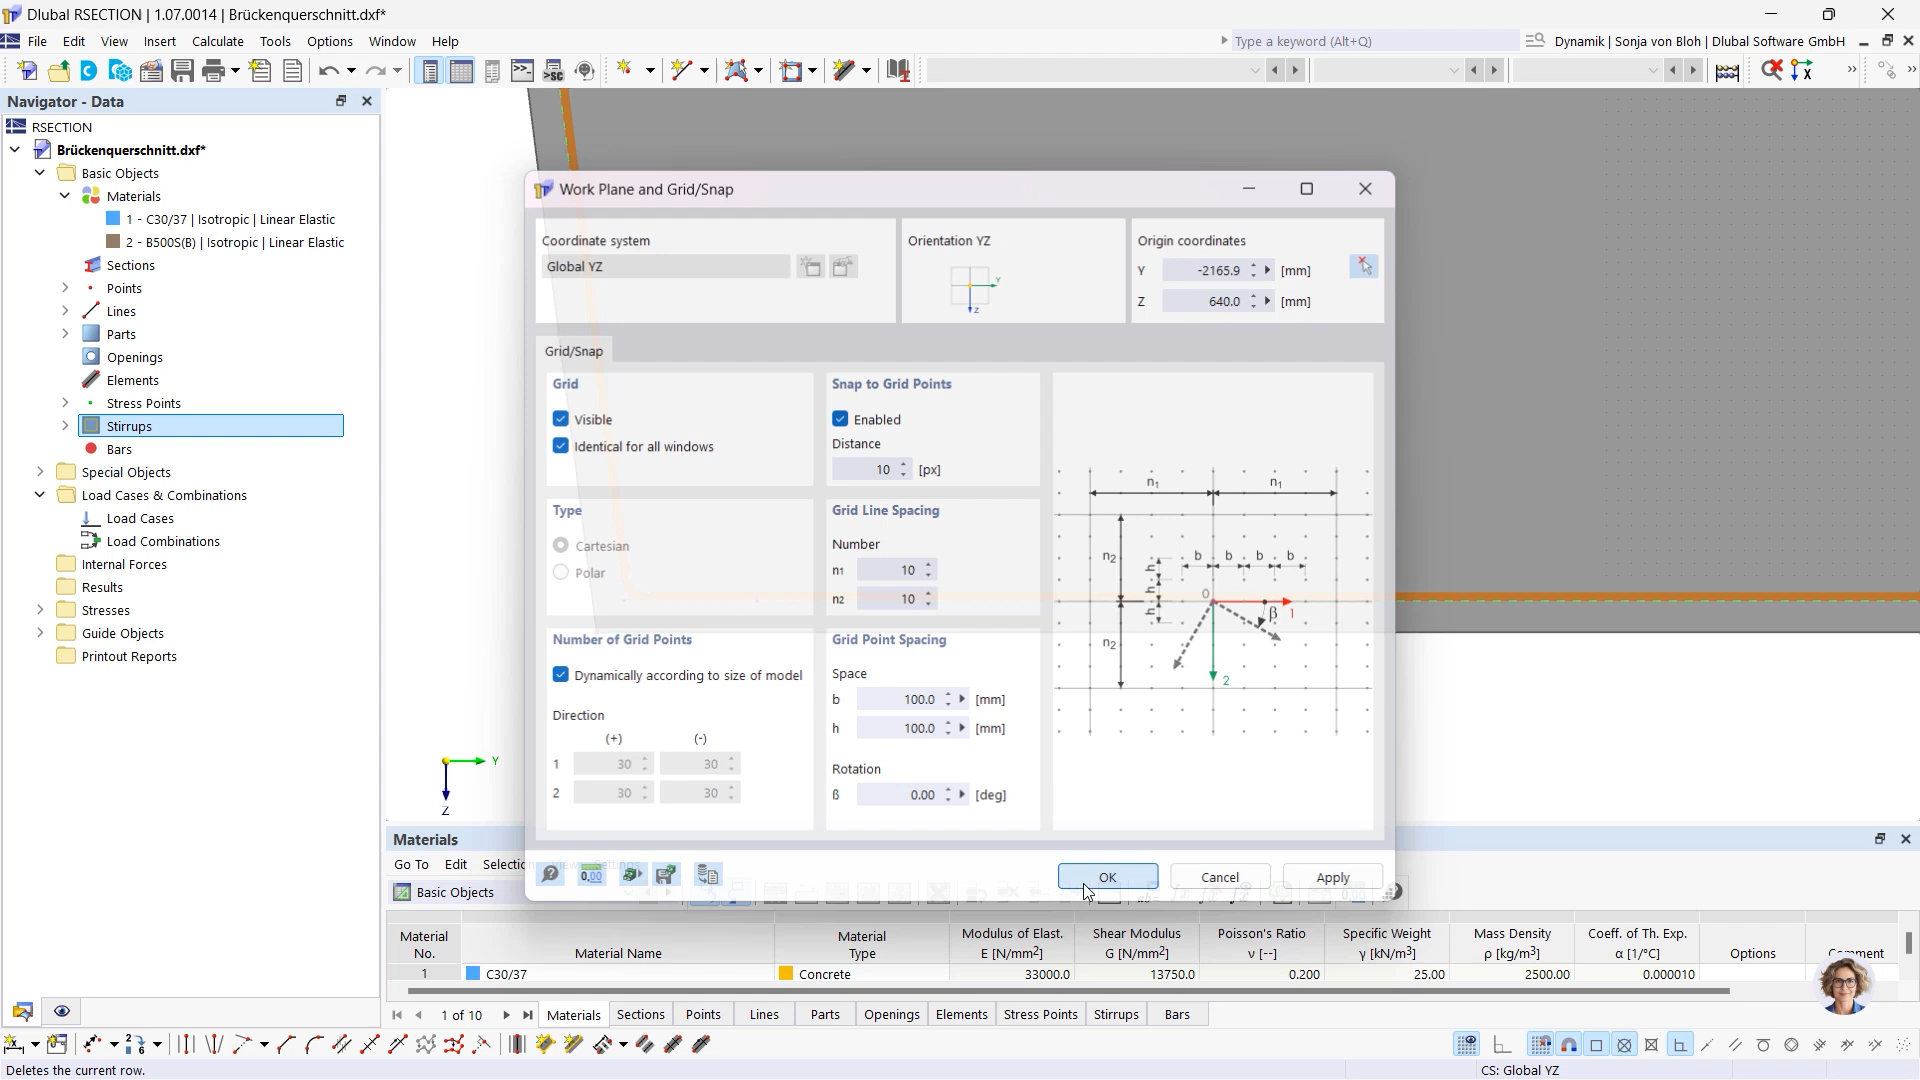 Dlubal RSECTION | 1.07.0014 | Brückenquerschnitt.dxf*
File Edit View Insert Calculate Tools Options Window Help
Type a keyword (Alt+Q)
Dynamik | Sonja von Bloh | Dlubal Software GmbH
Navigator - Data
RSECTION
Brückenquerschnitt.dxf*
Basic Objects
Materials
1 - C30/37 | Isotropic | Linear Elastic
2 - B500S(B) | Isotropic | Linear Elastic
Sections
Points
Lines
Parts
Openings
Elements
Stress Points
Stirrups
Bars
Special Objects
Load Cases & Combinations
Load Cases
Load Combinations
Internal Forces
Results
Stresses
Guide Objects
Printout Reports
Y
Z
Work Plane and Grid/Snap
Coordinate system
Global YZ
Orientation YZ
Y
Z
Origin coordinates
Y -2165.9 [mm]
Z 640.0 [mm]
Grid/Snap
Grid
Visible
Identical for all windows
Type
Cartesian
Polar
Number of Grid Points
Dynamically according to size of model
Direction
(+) (-)
1 30 30
2 30 30
Snap to Grid Points
Enabled
Distance
10 [px]
Grid Line Spacing
Number
n1 10
n2 10
Grid Point Spacing
Space
b 100.0 [mm]
h 100.0 [mm]
Rotation
ß 0.00 [deg]
n1 n1
n2 h b b b b
h
0 β 1
h
n2 2
OK Cancel Apply
Materials
Go To Edit Selection
Basic Objects
Material No.
Material Name
Material Type
Modulus of Elast. E [N/mm²]
Shear Modulus G [N/mm²]
Poisson's Ratio ν [--]
Specific Weight γ [kN/m³]
Mass Density ρ [kg/m³]
Coeff. of Th. Exp. α [1/°C]
Options
Comment
1 C30/37 Concrete 33000.0 13750.0 0.200 25.00 2500.00 0.000010
1 of 10 Materials Sections Points Lines Parts Openings Elements Stress Points Stirrups Bars
Deletes the current row.
CS: Global YZ